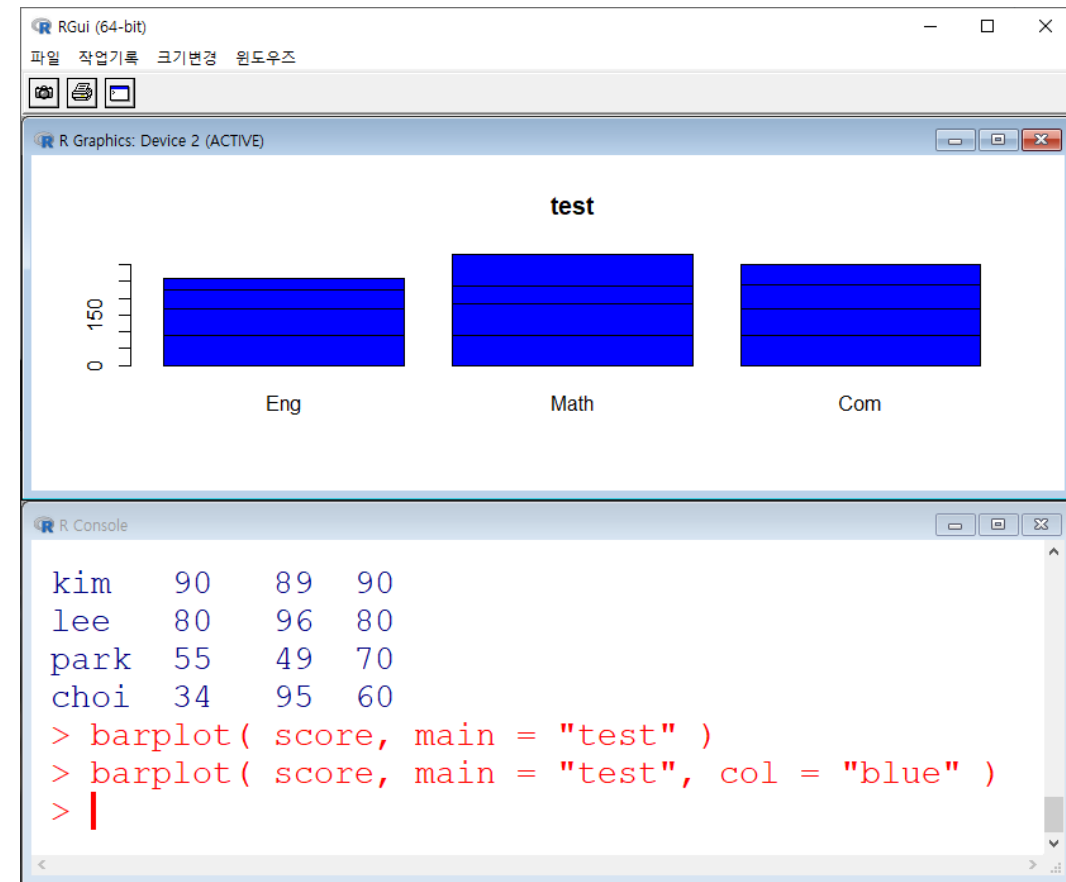 RGui (64-bit)
파일 작업기록 크기변경 윈도우즈
R Graphics: Device 2 (ACTIVE)
test
150
0
Eng Math Com
R Console
kim 90 89 90
lee 80 96 80
park 55 49 70
choi 34 95 60
> barplot( score, main = "test" )
> barplot( score, main = "test", col = "blue" )
>